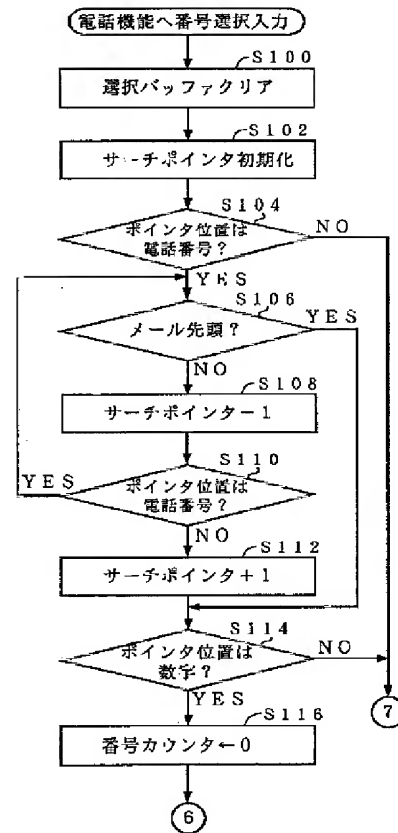 電話機能へ番号選択入力
S100
選択バッファクリア
S102
サーチポインタ初期化
S104
ポインタ位置は
電話番号？
NO
YES
S106
メール先頭？
YES
NO
S108
サーチポインター1
S110
YES
ポインタ位置は
電話番号？
NO
S112
サーチポインタ+1
S114
ポインタ位置は
数字？
NO
YES
7
S116
番号カウンタ←0
6